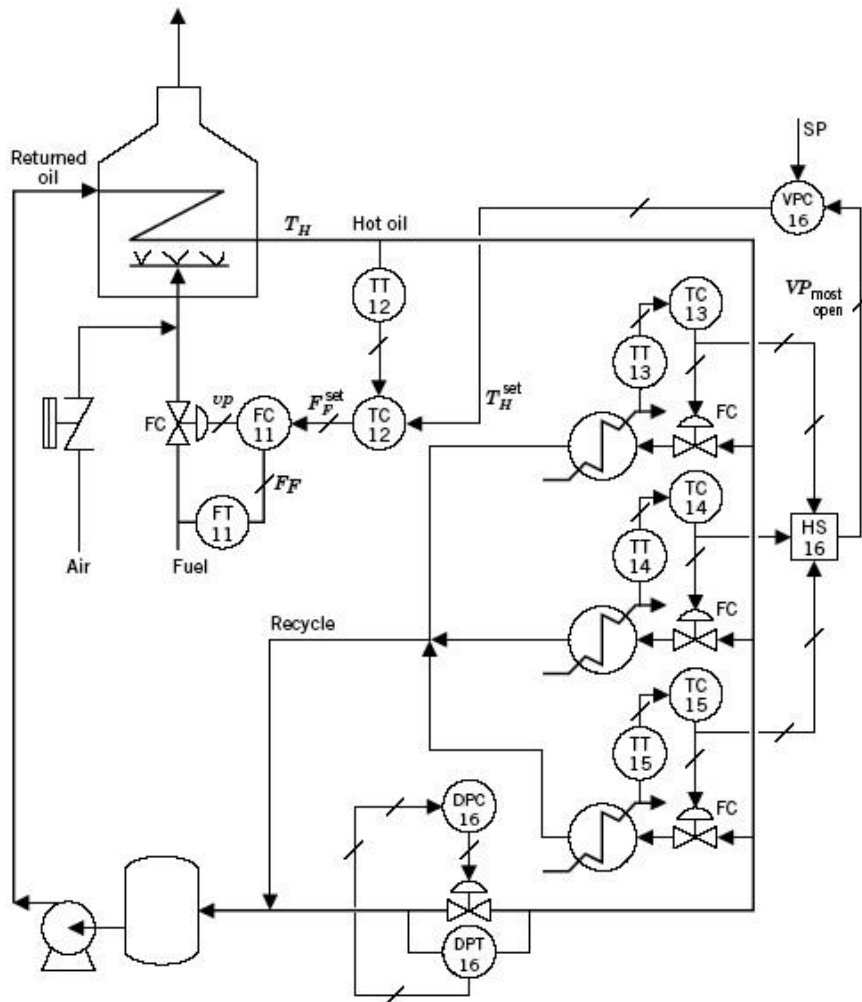 SP
Returned
oil
VPC
16
T_H
Hot oil
TT
12
TC
13
VP most
open
TT
13
T_H^set
FC
vp
FC
11
F_F^set
TC
12
FC
F_F
FT
11
Air
Fuel
TC
14
HS
16
TT
14
FC
Recycle
TC
15
TT
15
DPC
16
FC
DPT
16